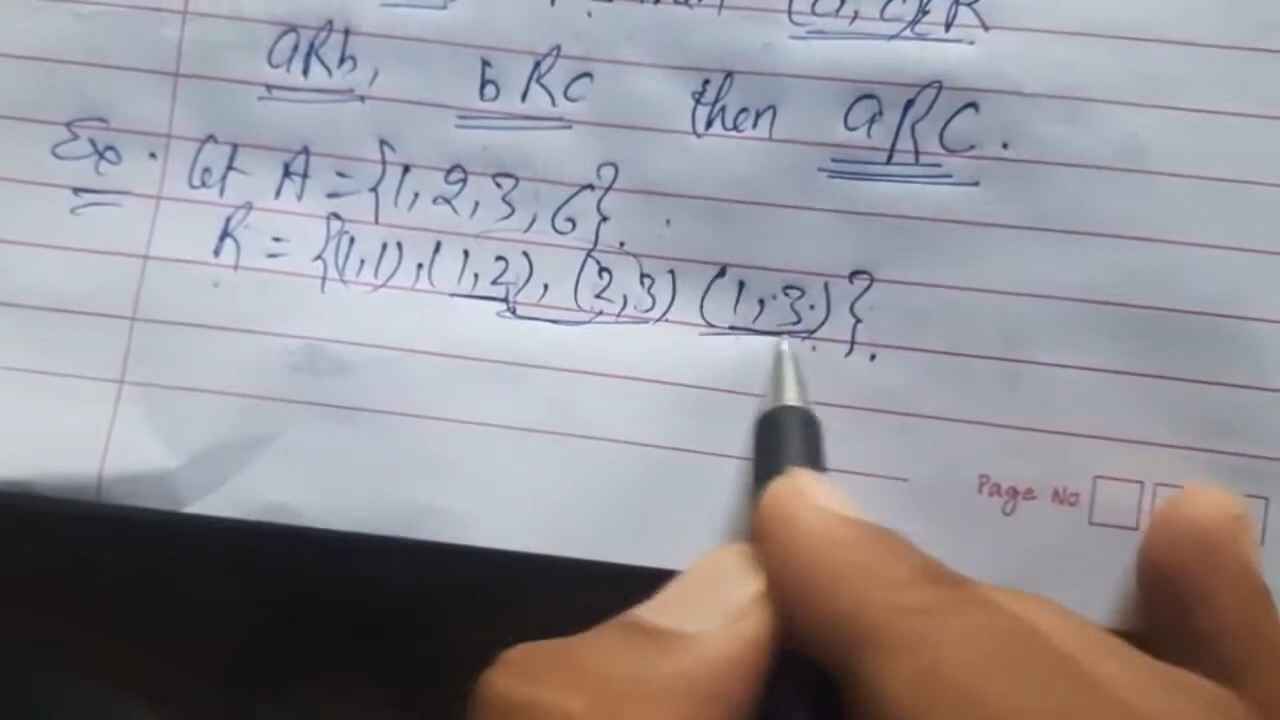 then (a, c) ∈ R
aRb, bRc then aRc.
Ex. Let A = {1, 2, 3, 6}.
R = {(1,1), (1,2), (2,3) (1,3)}.
Page No